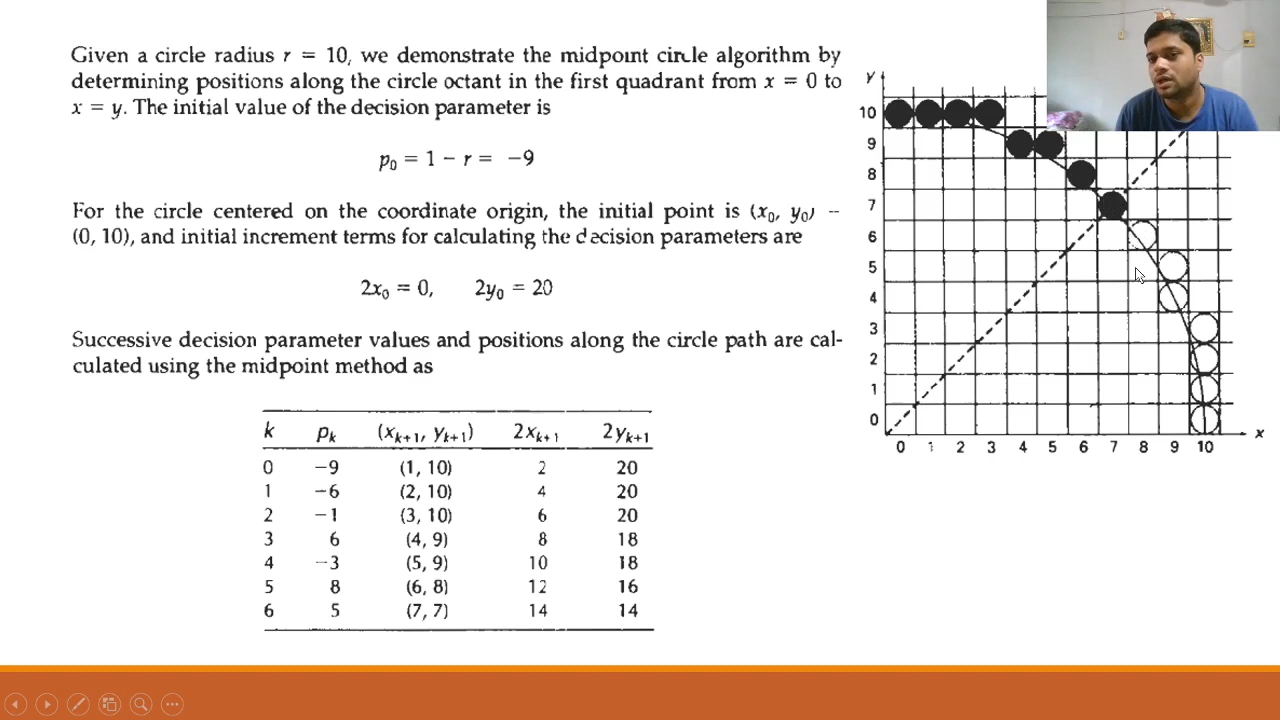 Given a circle radius r = 10, we demonstrate the midpoint circle algorithm by
determining positions along the circle octant in the first quadrant from x = 0 to
x = y. The initial value of the decision parameter is
p₀ = 1 − r = −9
For the circle centered on the coordinate origin, the initial point is (x₀, y₀) −
(0, 10), and initial increment terms for calculating the decision parameters are
2x₀ = 0, 2y₀ = 20
Successive decision parameter values and positions along the circle path are cal-
culated using the midpoint method as
k pₖ (xₖ₊₁, yₖ₊₁) 2xₖ₊₁ 2yₖ₊₁
0 −9 (1, 10) 2 20
1 −6 (2, 10) 4 20
2 −1 (3, 10) 6 20
3 6 (4, 9) 8 18
4 −3 (5, 9) 10 18
5 8 (6, 8) 12 16
6 5 (7, 7) 14 14
y
10
9
8
7
6
5
4
3
2
1
0
0 1 2 3 4 5 6 7 8 9 10
x